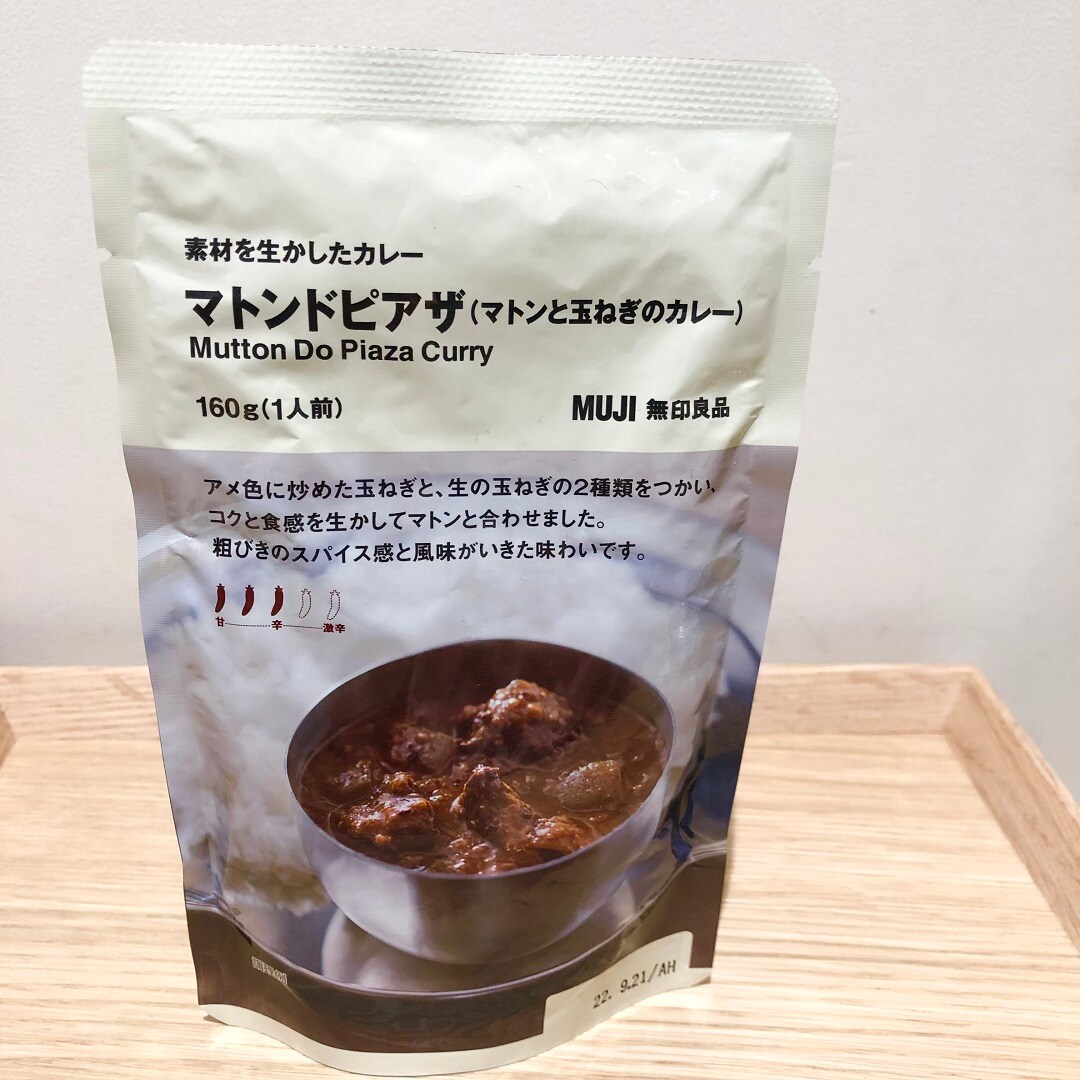 素材を生かしたカレー
マトンドピアザ(マトンと玉ねぎのカレー)
Mutton Do Piaza Curry
160g(1人前)
MUJI 無印良品
アメ色に炒めた玉ねぎと、生の玉ねぎの2種類をつかい、
コクと食感を生かしてマトンと合わせました。
粗びきのスパイス感と風味がいきた味わいです。
甘 辛 激辛
22. 9.21/AH